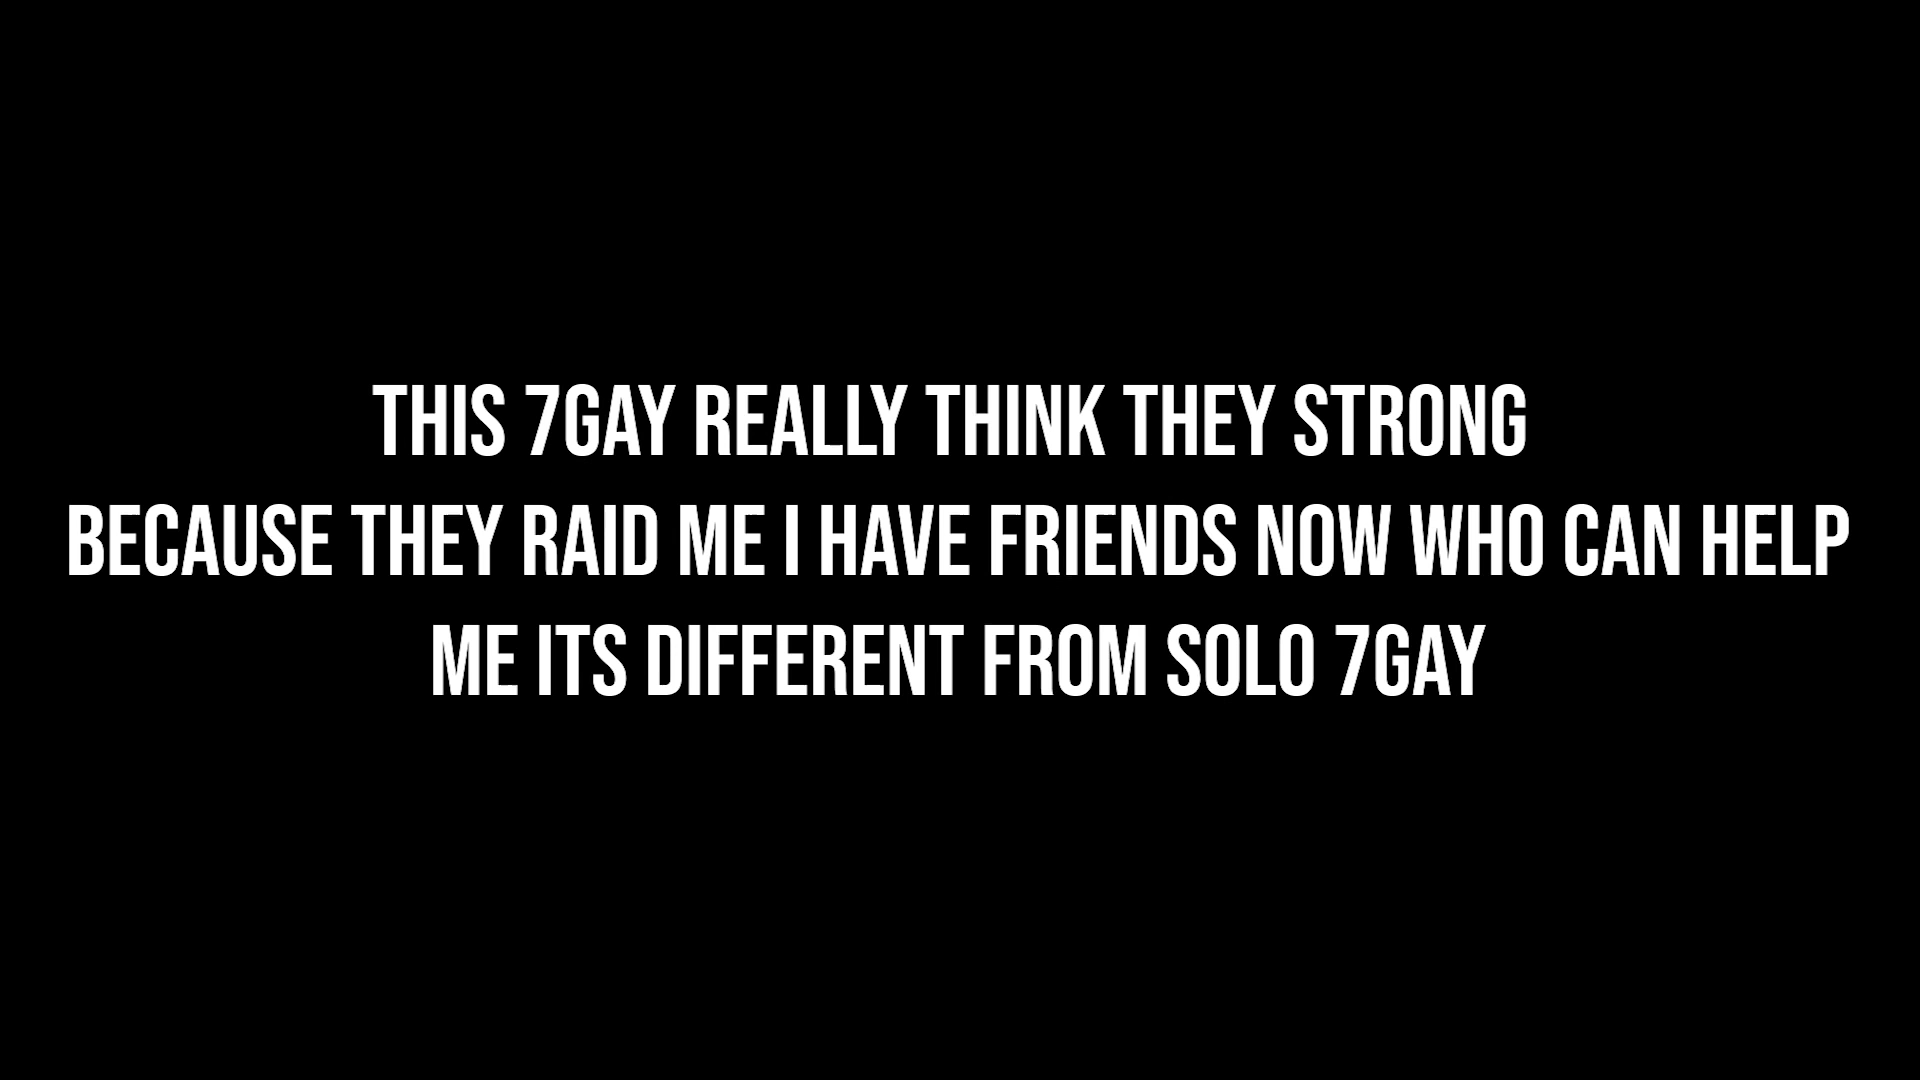 THIS 7GAY REALLY THINK THEY STRONG
BECAUSE THEY RAID ME I HAVE FRIENDS NOW WHO CAN HELP
ME ITS DIFFERENT FROM SOLO 7GAY